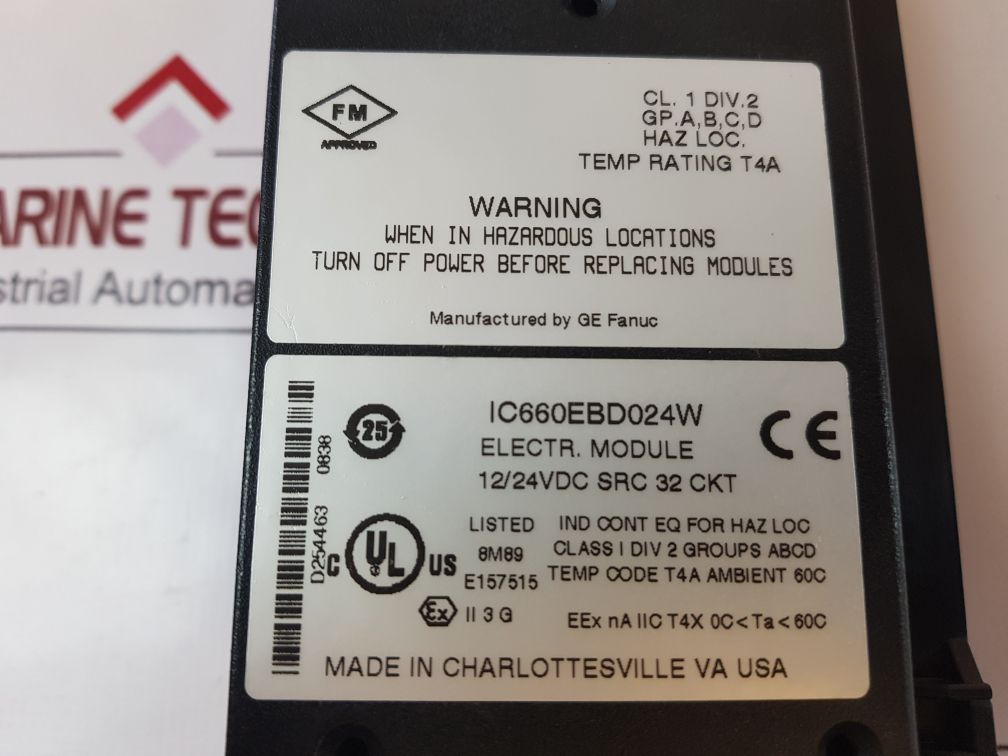 ARINE TEC
strial Automa
FM
APPROVED
CL. 1 DIV.2
GP.A,B,C,D
HAZ LOC.
TEMP RATING T4A
WARNING
WHEN IN HAZARDOUS LOCATIONS
TURN OFF POWER BEFORE REPLACING MODULES
Manufactured by GE Fanuc
D254463 0838
25
IC660EBD024W
ELECTR. MODULE
12/24VDC SRC 32 CKT
CE
C UL US
LISTED
8M89
E157515
IND CONT EQ FOR HAZ LOC
CLASS I DIV 2 GROUPS ABCD
TEMP CODE T4A AMBIENT 60C
Ex II 3 G
EEx nA IIC T4X 0C<Ta<60C
MADE IN CHARLOTTESVILLE VA USA